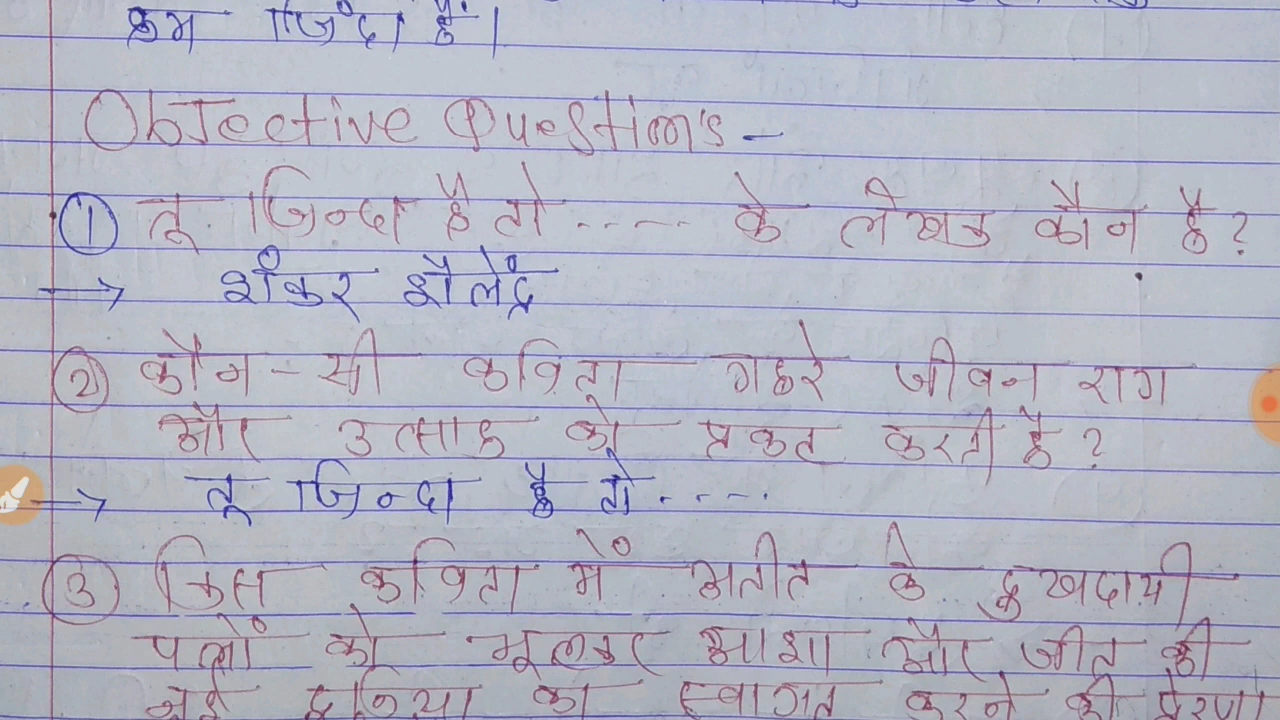 हम जिंदा है।
Objective Question's -
① तू जिन्दा है तो ..-- के लेखक कौन है?
→ शंकर शैलेंद्र
② कौन-सी कविता गहरे जीवन राग
और उत्साह को प्रकट करती है?
→ तू जिन्दा है तो ..--.
③ किस कविता में अतीत के दुखदायी
पलों को भूलकर आशा और जीत की
नई दुनिया का स्वागत करने की प्रेरणा